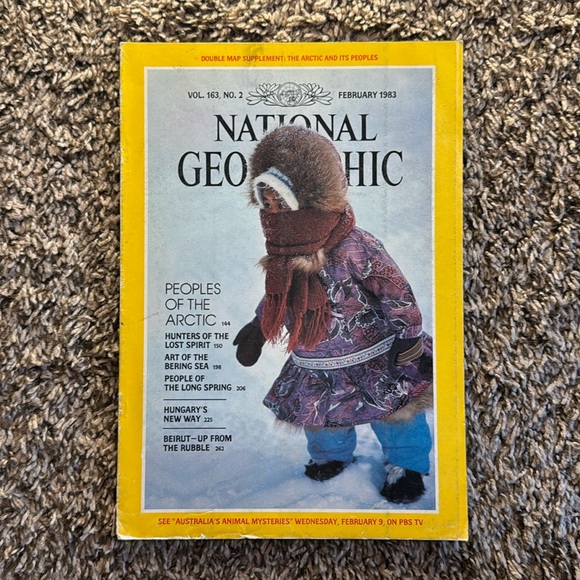 DOUBLE MAP SUPPLEMENT: THE ARCTIC AND ITS PEOPLES
VOL. 163, NO. 2 FEBRUARY 1983
NATIONAL
GEO HIC
PEOPLES
OF THE
ARCTIC 144
HUNTERS OF THE
LOST SPIRIT 150
ART OF THE
BERING SEA 198
PEOPLE OF
THE LONG SPRING 206
HUNGARY'S
NEW WAY 225
BEIRUT—UP FROM
THE RUBBLE 262
SEE "AUSTRALIA'S ANIMAL MYSTERIES" WEDNESDAY, FEBRUARY 9, ON PBS TV